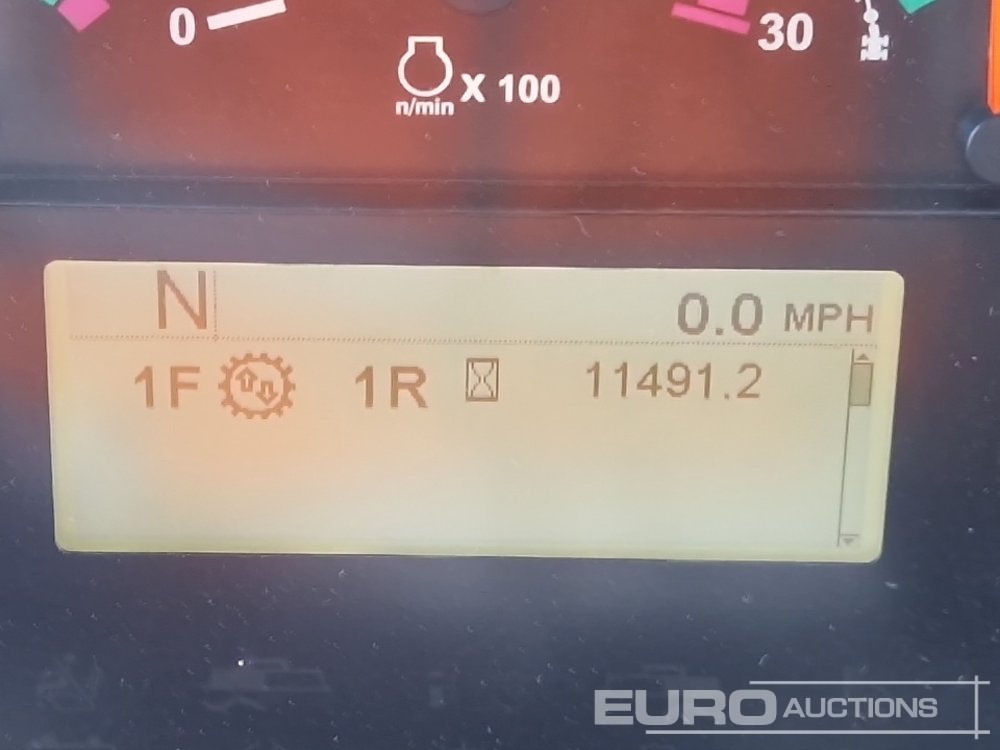 0
30
n/min X 100
N
0.0 MPH
1F 1R 11491.2
EURO AUCTIONS